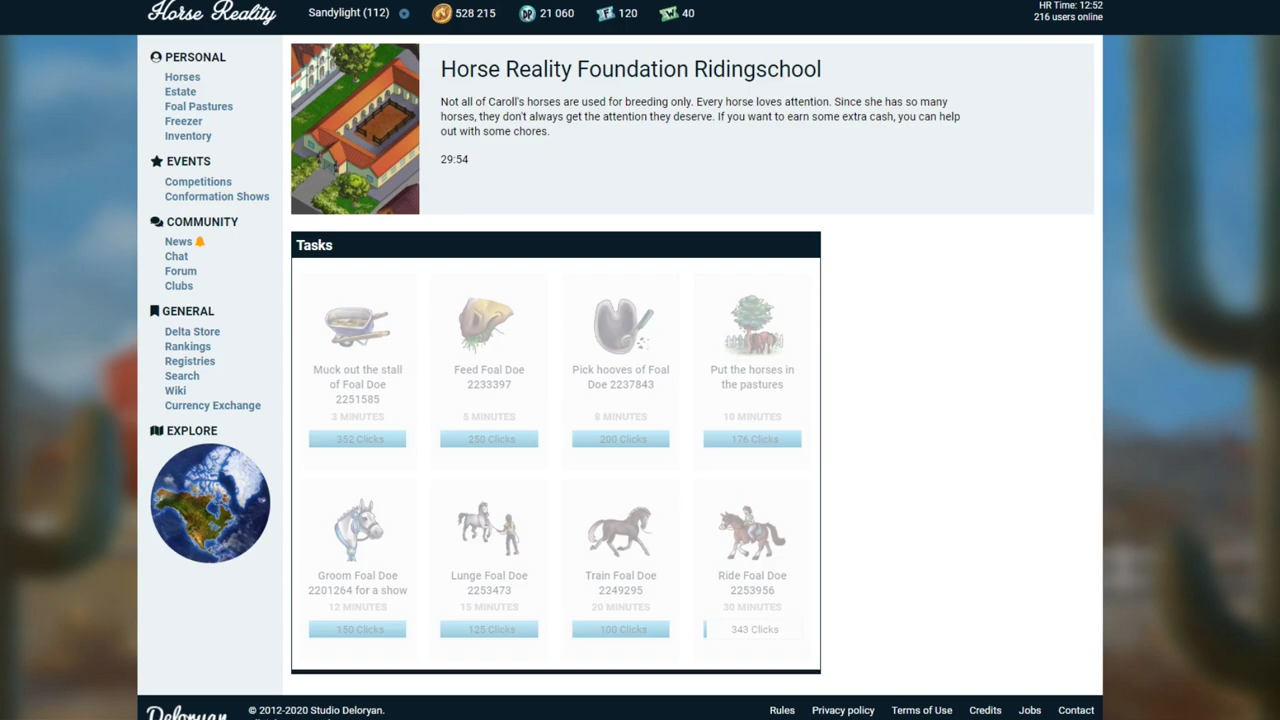 Horse Reality
Sandylight (112)
528 215
21 060
120
40
HR Time: 12:52
216 users online
PERSONAL
Horses
Estate
Foal Pastures
Freezer
Inventory
EVENTS
Competitions
Conformation Shows
COMMUNITY
News
Chat
Forum
Clubs
GENERAL
Delta Store
Rankings
Registries
Search
Wiki
Currency Exchange
EXPLORE
Horse Reality Foundation Ridingschool
Not all of Caroll's horses are used for breeding only. Every horse loves attention. Since she has so many
horses, they don't always get the attention they deserve. If you want to earn some extra cash, you can help
out with some chores.
29:54
Tasks
Muck out the stall
of Foal Doe
2251585
3 MINUTES
352 Clicks
Feed Foal Doe
2233397
5 MINUTES
250 Clicks
Pick hooves of Foal
Doe 2237843
8 MINUTES
200 Clicks
Put the horses in
the pastures
10 MINUTES
176 Clicks
Groom Foal Doe
2201264 for a show
12 MINUTES
150 Clicks
Lunge Foal Doe
2253473
15 MINUTES
125 Clicks
Train Foal Doe
2249295
20 MINUTES
100 Clicks
Ride Foal Doe
2253956
30 MINUTES
343 Clicks
Deloryan
© 2012-2020 Studio Deloryan.
Rules
Privacy policy
Terms of Use
Credits
Jobs
Contact